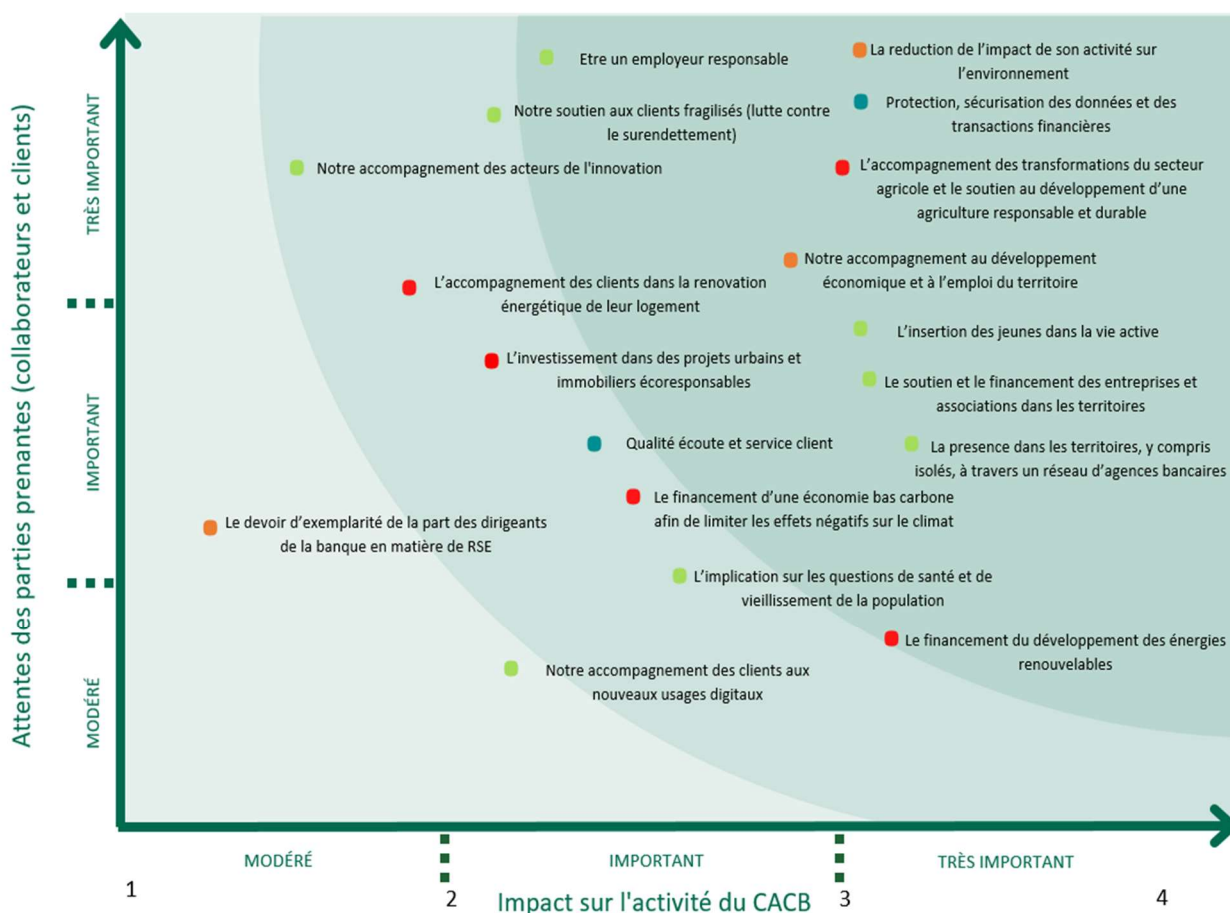 Attentes des parties prenantes (collaborateurs et clients)
TRÈS IMPORTANT
IMPORTANT
MODÉRÉ
Etre un employeur responsable
La reduction de l'impact de son activité sur
l'environnement
Notre soutien aux clients fragilisés (lutte contre
le surendettement)
Protection, sécurisation des données et des
transactions financières
Notre accompagnement des acteurs de l'innovation
L'accompagnement des transformations du secteur
agricole et le soutien au développement d'une
agriculture responsable et durable
Notre accompagnement au développement
économique et à l'emploi du territoire
L'accompagnement des clients dans la renovation
énergétique de leur logement
L'insertion des jeunes dans la vie active
L'investissement dans des projets urbains et
immobiliers écoresponsables
Le soutien et le financement des entreprises et
associations dans les territoires
Qualité écoute et service client
La presence dans les territoires, y compris
isolés, à travers un réseau d'agences bancaires
Le financement d'une économie bas carbone
afin de limiter les effets négatifs sur le climat
Le devoir d'exemplarité de la part des dirigeants
de la banque en matière de RSE
L'implication sur les questions de santé et de
vieillissement de la population
Le financement du développement des énergies
renouvelables
Notre accompagnement des clients aux
nouveaux usages digitaux
MODÉRÉ
IMPORTANT
TRÈS IMPORTANT
1
2
3
4
Impact sur l'activité du CACB